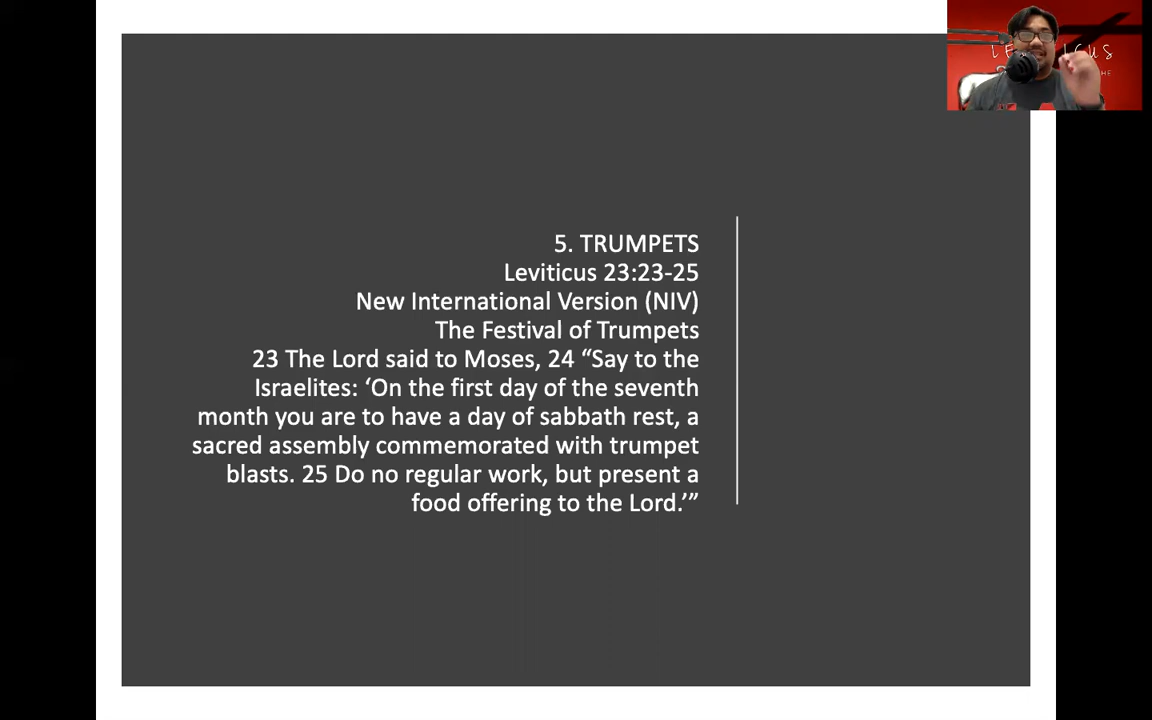 5. TRUMPETS
Leviticus 23:23-25
New International Version (NIV)
The Festival of Trumpets
23 The Lord said to Moses, 24 “Say to the
Israelites: ‘On the first day of the seventh
month you are to have a day of sabbath rest, a
sacred assembly commemorated with trumpet
blasts. 25 Do no regular work, but present a
food offering to the Lord.’”